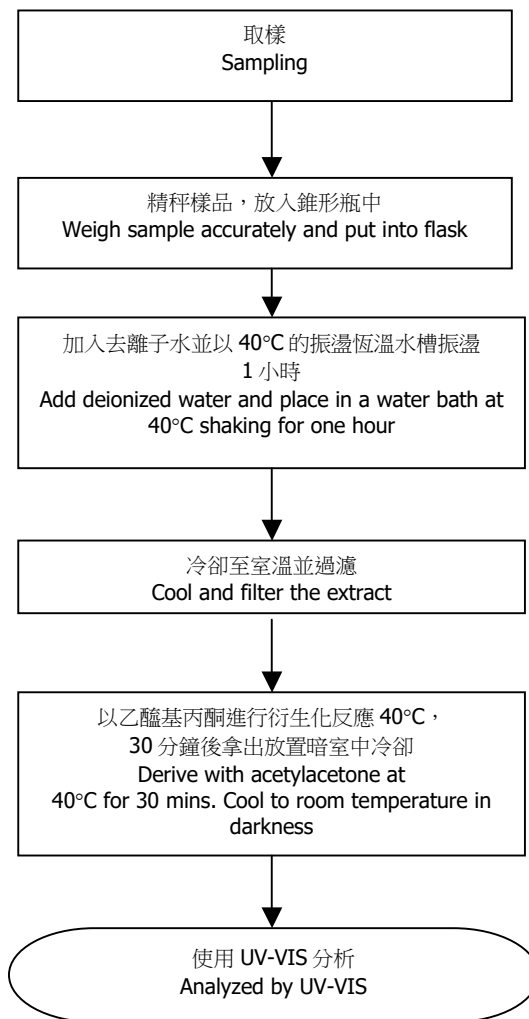 取樣
Sampling
精秤樣品，放入錐形瓶中
Weigh sample accurately and put into flask
加入去離子水並以 40°C 的振盪恆溫水槽振盪
1 小時
Add deionized water and place in a water bath at
40°C shaking for one hour
冷卻至室溫並過濾
Cool and filter the extract
以乙醯基丙酮進行衍生化反應 40°C，
30 分鐘後拿出放置暗室中冷卻
Derive with acetylacetone at
40°C for 30 mins. Cool to room temperature in
darkness
使用 UV-VIS 分析
Analyzed by UV-VIS